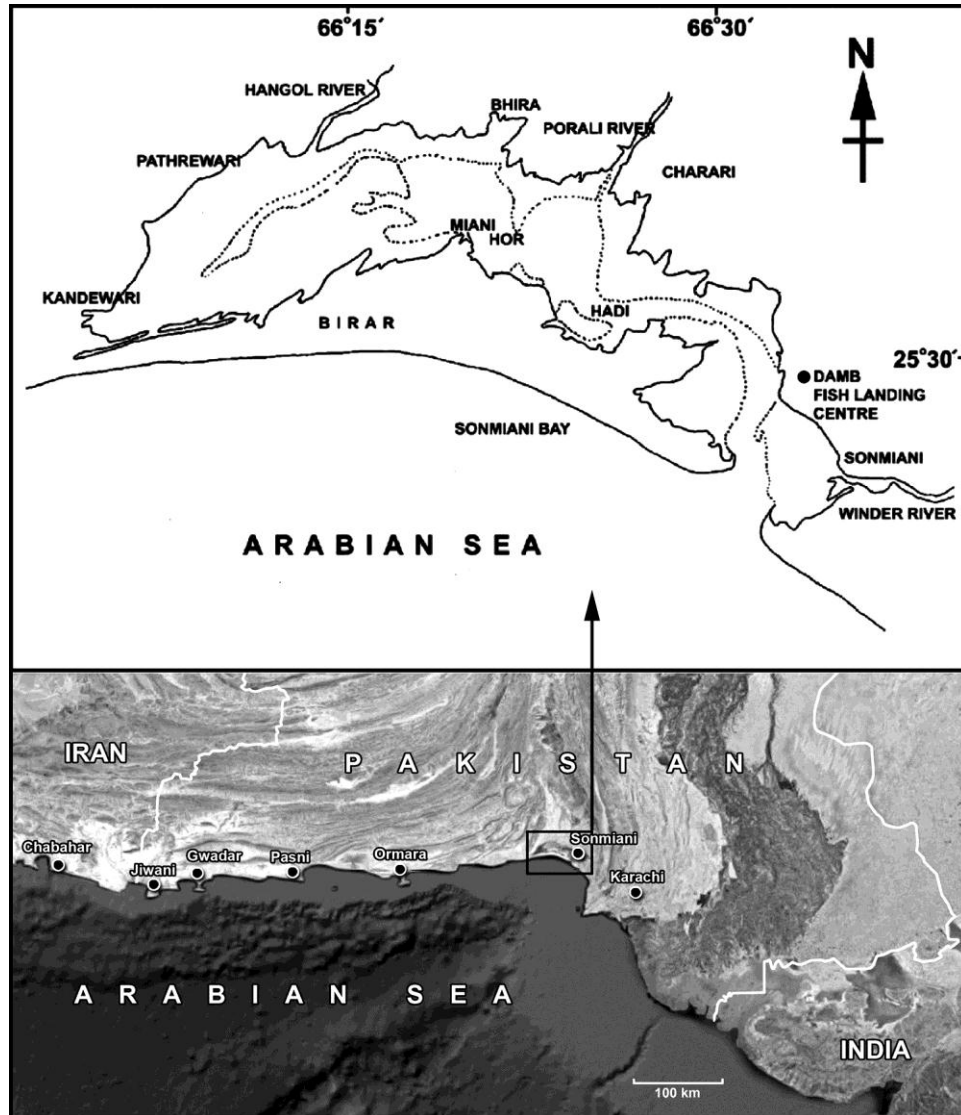 66°15′
66°30′
N
HANGOL RIVER
BHIRA
PORALI RIVER
PATHREWARI
CHARARI
MIANI
HOR
KANDEWARI
HADI
BIRAR
25°30′
DAMB
FISH LANDING
CENTRE
SONMIANI BAY
SONMIANI
WINDER RIVER
ARABIAN SEA
IRAN
PAKISTAN
Chabahar
Jiwani
Gwadar
Pasni
Ormara
Sonmiani
Karachi
ARABIAN SEA
INDIA
100 km